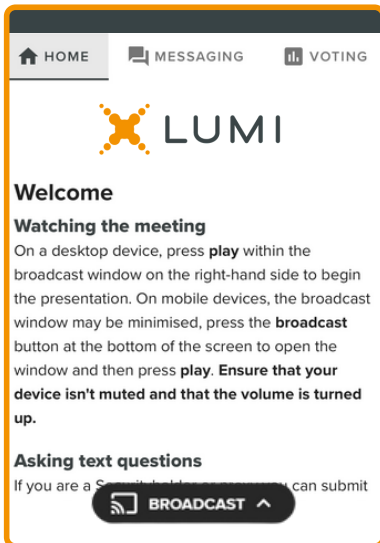 HOME MESSAGING VOTING
LUMI
Welcome
Watching the meeting
On a desktop device, press play within the
broadcast window on the right-hand side to begin
the presentation. On mobile devices, the broadcast
window may be minimised, press the broadcast
button at the bottom of the screen to open the
window and then press play. Ensure that your
device isn't muted and that the volume is turned
up.
Asking text questions
If you are a can submit
BROADCAST